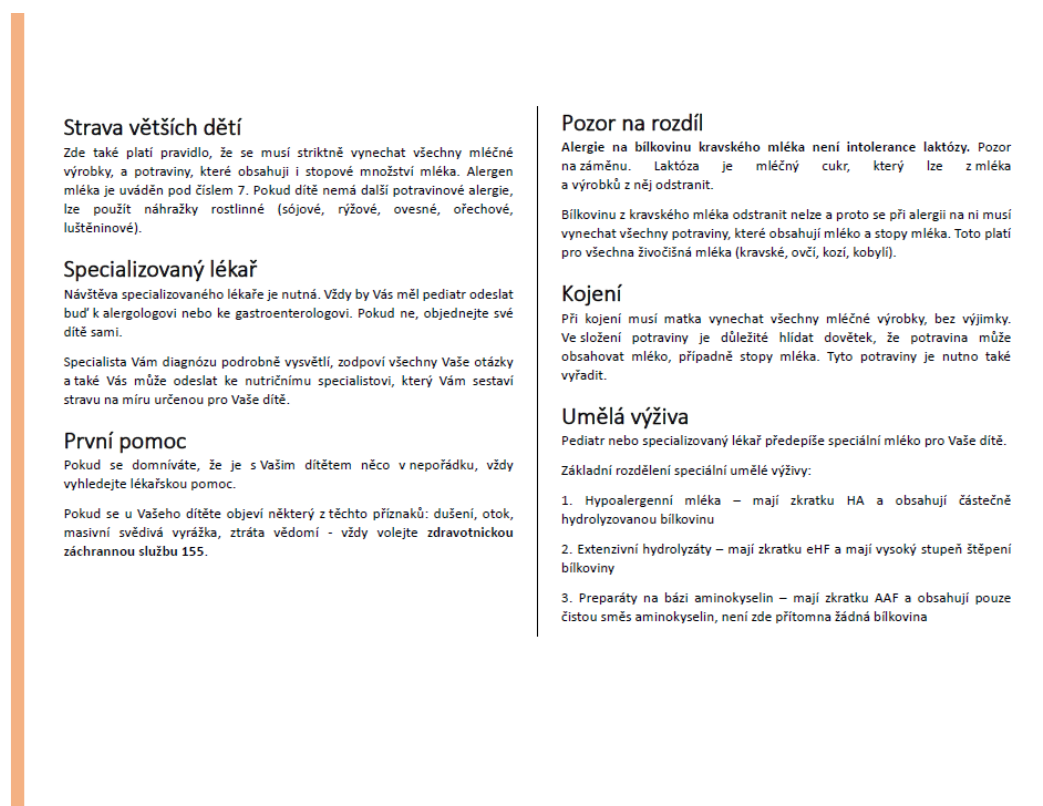 Strava větších dětí
Zde také platí pravidlo, že se musí striktně vynechat všechny mléčné
výrobky, a potraviny, které obsahuji i stopové množství mléka. Alergen
mléka je uváděn pod číslem 7. Pokud dítě nemá další potravinové alergie,
lze použít náhražky rostlinné (sójové, rýžové, ovesné, ořechové,
luštěninové).
Specializovaný lékař
Návštěva specializovaného lékaře je nutná. Vždy by Vás měl pediatr odeslat
buď k alergologovi nebo ke gastroenterologovi. Pokud ne, objednejte své
dítě sami.
Specialista Vám diagnózu podrobně vysvětlí, zodpoví všechny Vaše otázky
a také Vás může odeslat ke nutričnímu specialistovi, který Vám sestaví
stravu na míru určenou pro Vaše dítě.
První pomoc
Pokud se domníváte, že je s Vašim dítětem něco v nepořádku, vždy
vyhledejte lékařskou pomoc.
Pokud se u Vašeho dítěte objeví některý z těchto příznaků: dušení, otok,
masivní svědivá vyrážka, ztráta vědomí - vždy volejte zdravotnickou
záchrannou službu 155.
Pozor na rozdíl
Alergie na bílkovinu kravského mléka není intolerance laktózy. Pozor
na záměnu. Laktóza je mléčný cukr, který lze z mléka
a výrobků z něj odstranit.
Bílkovinu z kravského mléka odstranit nelze a proto se při alergii na ni musí
vynechat všechny potraviny, které obsahují mléko a stopy mléka. Toto platí
pro všechna živočišná mléka (kravské, ovčí, kozí, kobylí).
Kojení
Při kojení musí matka vynechat všechny mléčné výrobky, bez výjimky.
Ve složení potraviny je důležité hlídat dovětek, že potravina může
obsahovat mléko, případně stopy mléka. Tyto potraviny je nutno také
vyřadit.
Umělá výživa
Pediatr nebo specializovaný lékař předepíše speciální mléko pro Vaše dítě.
Základní rozdělení speciální umělé výživy:
1. Hypoalergenní mléka – mají zkratku HA a obsahují částečně
hydrolyzovanou bílkovinu
2. Extenzivní hydrolyzáty – mají zkratku eHF a mají vysoký stupeň štěpení
bílkoviny
3. Preparáty na bázi aminokyselin – mají zkratku AAF a obsahují pouze
čistou směs aminokyselin, není zde přítomna žádná bílkovina